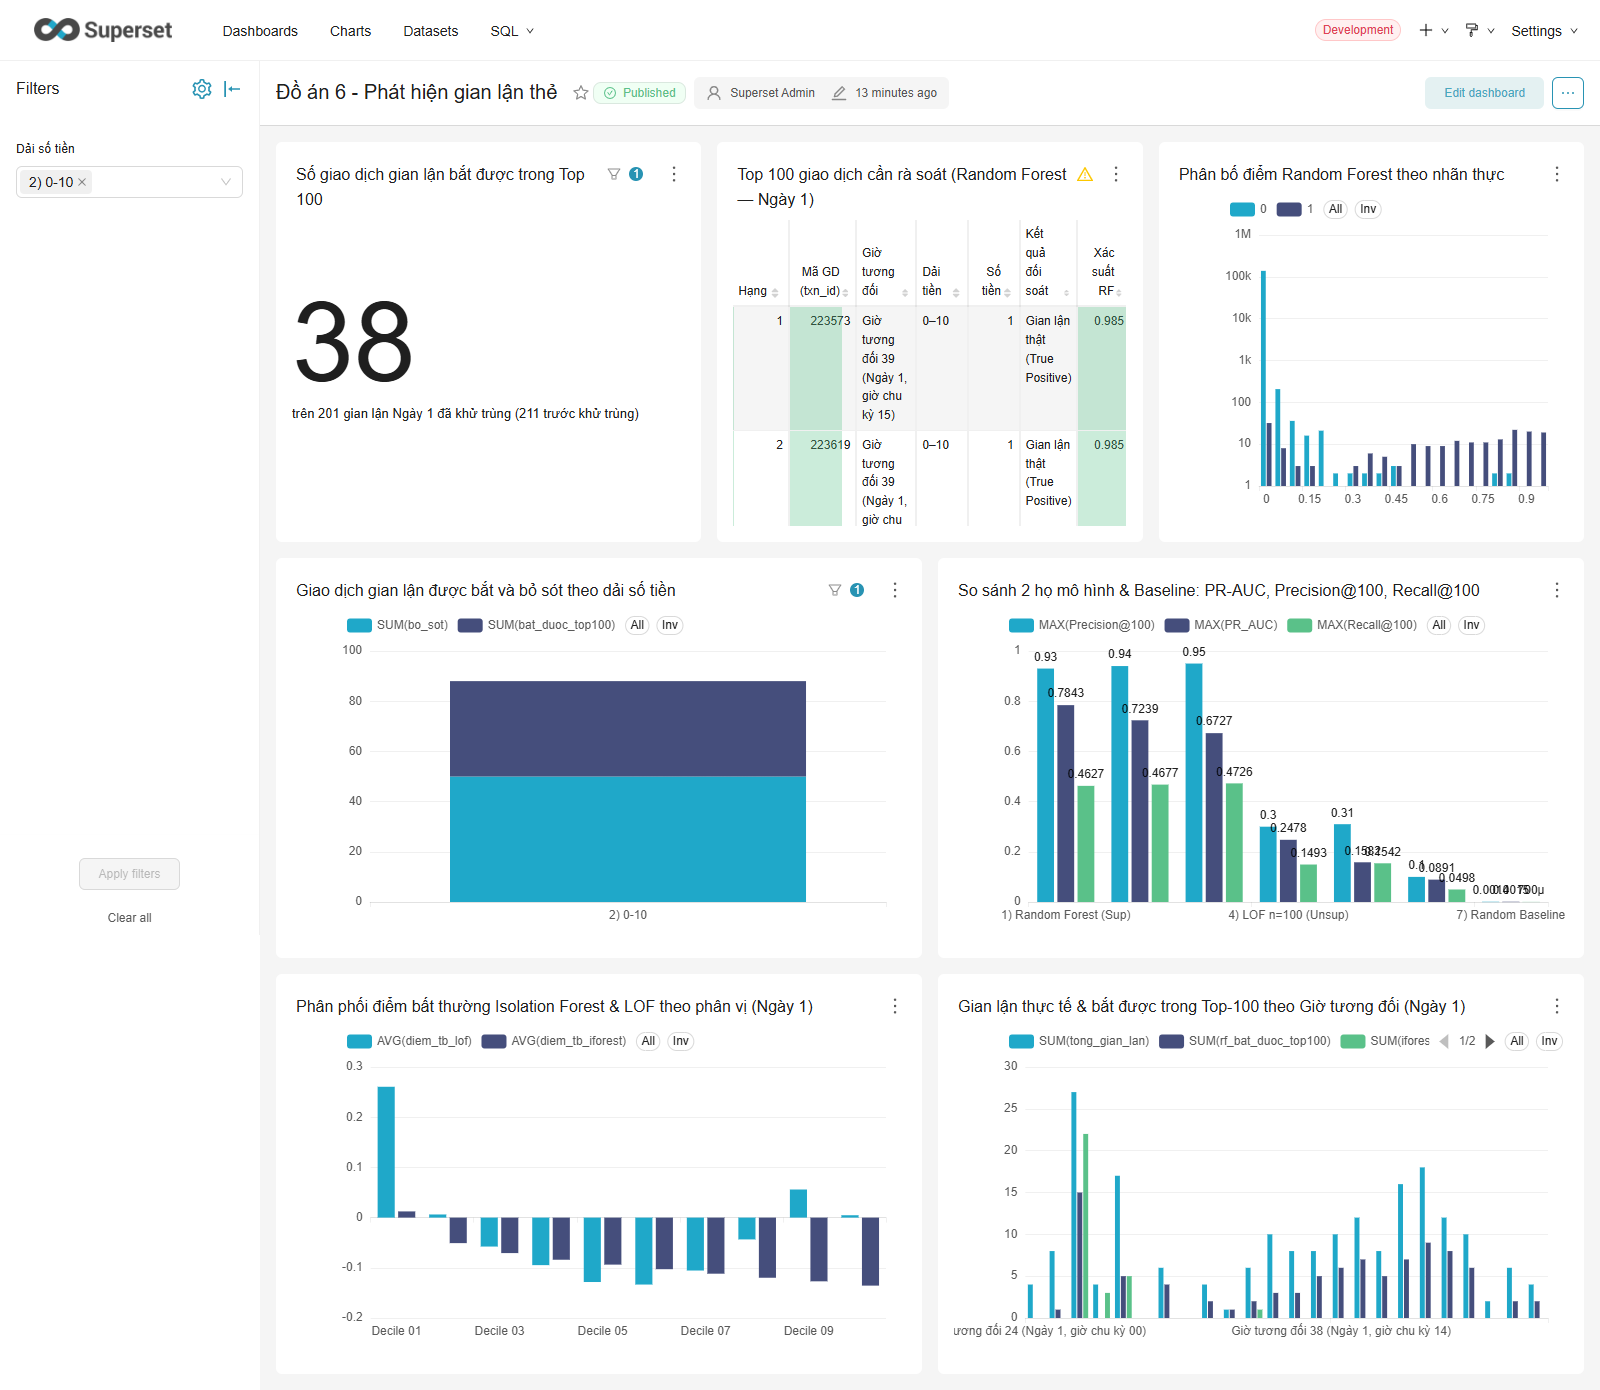 Superset
Dashboards
Charts
Datasets
SQL
Development
Settings
Filters
Dải số tiền
2) 0-10
Apply filters
Clear all
Đồ án 6 - Phát hiện gian lận thẻ
Published
Superset Admin
13 minutes ago
Edit dashboard
Số giao dịch gian lận bắt được trong Top
100
1
38
trên 201 gian lận Ngày 1 đã khử trùng (211 trước khử trùng)
Top 100 giao dịch cần rà soát (Random Forest
— Ngày 1)
Hạng
Mã GD
(txn_id)
Giờ
tương
đối
Dải
tiền
Số
tiền
Kết
quả
đối
soát
Xác
suất
RF
1
223573
Giờ
tương
đối 39
(Ngày 1,
giờ chu
kỳ 15)
0–10
1
Gian lận
thật
(True
Positive)
0.985
2
223619
Giờ
tương
đối 39
(Ngày 1,
giờ chu
0–10
1
Gian lận
thật
(True
Positive)
0.985
Phân bố điểm Random Forest theo nhãn thực
0
1
All
Inv
1M
100k
10k
1k
100
10
1
0
0.15
0.3
0.45
0.6
0.75
0.9
Giao dịch gian lận được bắt và bỏ sót theo dải số tiền
1
SUM(bo_sot)
SUM(bat_duoc_top100)
All
Inv
100
80
60
40
20
0
2) 0-10
So sánh 2 họ mô hình & Baseline: PR-AUC, Precision@100, Recall@100
MAX(Precision@100)
MAX(PR_AUC)
MAX(Recall@100)
All
Inv
1
0.8
0.6
0.4
0.2
0
0.93
0.7843
0.4627
0.94
0.7239
0.4677
0.95
0.6727
0.4726
0.3
0.2478
0.1493
0.31
0.1542
0.1
0.0891
0.0498
1) Random Forest (Sup)
4) LOF n=100 (Unsup)
7) Random Baseline
Phân phối điểm bất thường Isolation Forest & LOF theo phân vị (Ngày 1)
AVG(diem_tb_lof)
AVG(diem_tb_iforest)
All
Inv
0.3
0.2
0.1
0
-0.1
-0.2
Decile 01
Decile 03
Decile 05
Decile 07
Decile 09
Gian lận thực tế & bắt được trong Top-100 theo Giờ tương đối (Ngày 1)
SUM(tong_gian_lan)
SUM(rf_bat_duoc_top100)
SUM(ifores
1/2
All
Inv
30
25
20
15
10
5
0
ương đối 24 (Ngày 1, giờ chu kỳ 00)
Giờ tương đối 38 (Ngày 1, giờ chu kỳ 14)